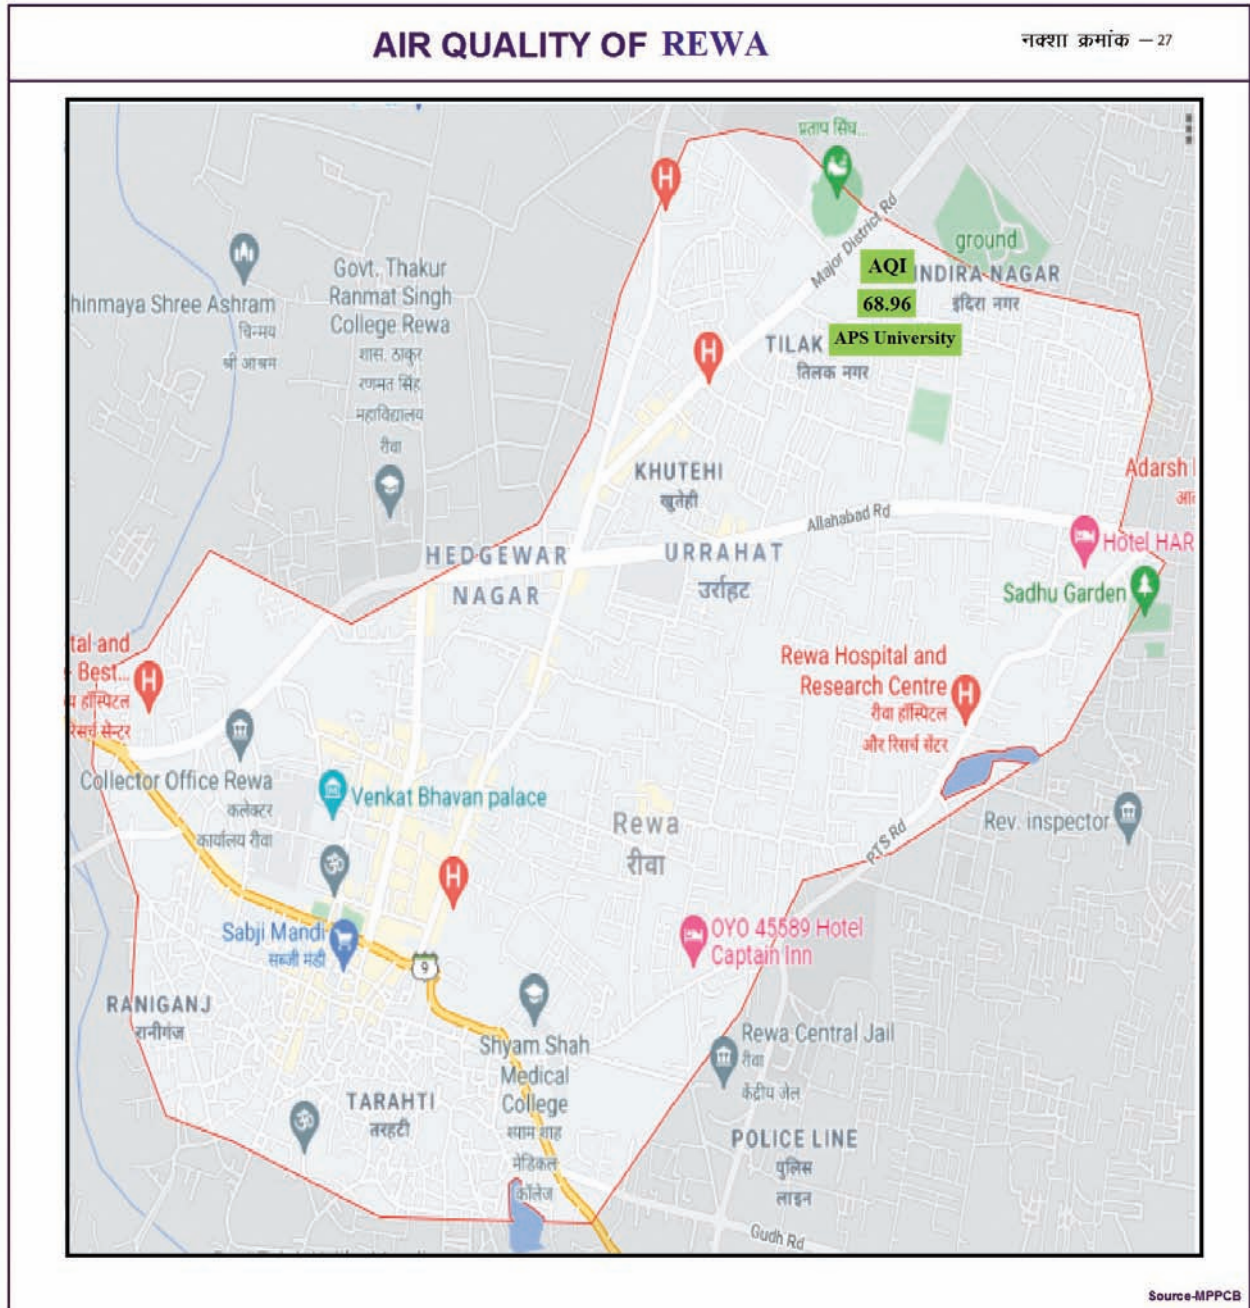 AIR QUALITY OF REWA
नक्शा क्रमांक – 27
प्रताप सिंघ...
Major District Rd
ground
AQI
INDIRA NAGAR
68.96
इंदिरा नगर
APS University
TILAK
तिलक नगर
hinmaya Shree Ashram
चिन्मय
श्री आश्रम
Govt. Thakur
Ranmat Singh
College Rewa
शास. ठाकुर
रणमत सिंह
महाविद्यालय
रीवा
KHUTEHI
खुतेही
Adarsh
Allahabad Rd
HEDGEWAR
NAGAR
URRAHAT
उर्राहट
Hotel HAR
Sadhu Garden
tal and
Best...
हॉस्पिटल
रिसर्च सेन्टर
Rewa Hospital and
Research Centre
रीवा हॉस्पिटल
और रिसर्च सेंटर
Collector Office Rewa
कलेक्टर
कार्यालय रीवा
Venkat Bhavan palace
Rewa
रीवा
Rev. inspector
PTS Rd
Sabji Mandi
सब्जी मंडी
9
OYO 45589 Hotel
Captain Inn
RANIGANJ
रानीगंज
Shyam Shah
Medical
College
श्याम शाह
मेडिकल
कॉलेज
Rewa Central Jail
रीवा
केंद्रीय जेल
TARAHTI
तरहटी
POLICE LINE
पुलिस
लाइन
Gudh Rd
Source-MPPCB